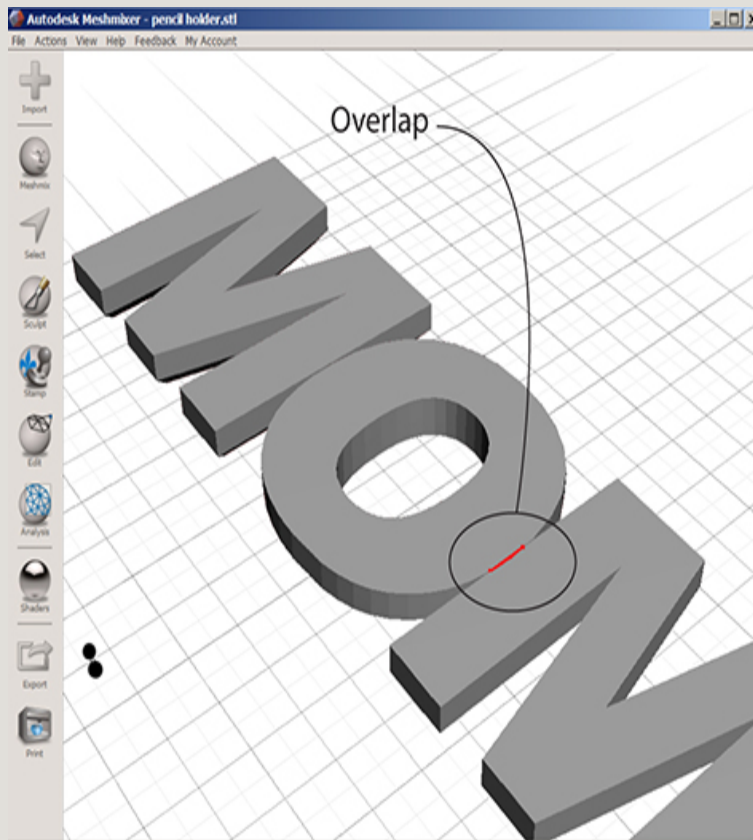 Autodesk Meshmixer - pencil holder.stl
File Actions View Help Feedback My Account
Import
Meshmix
Select
Sculpt
Stamp
Edit
Analysis
Shaders
Export
Print
Overlap
MOM